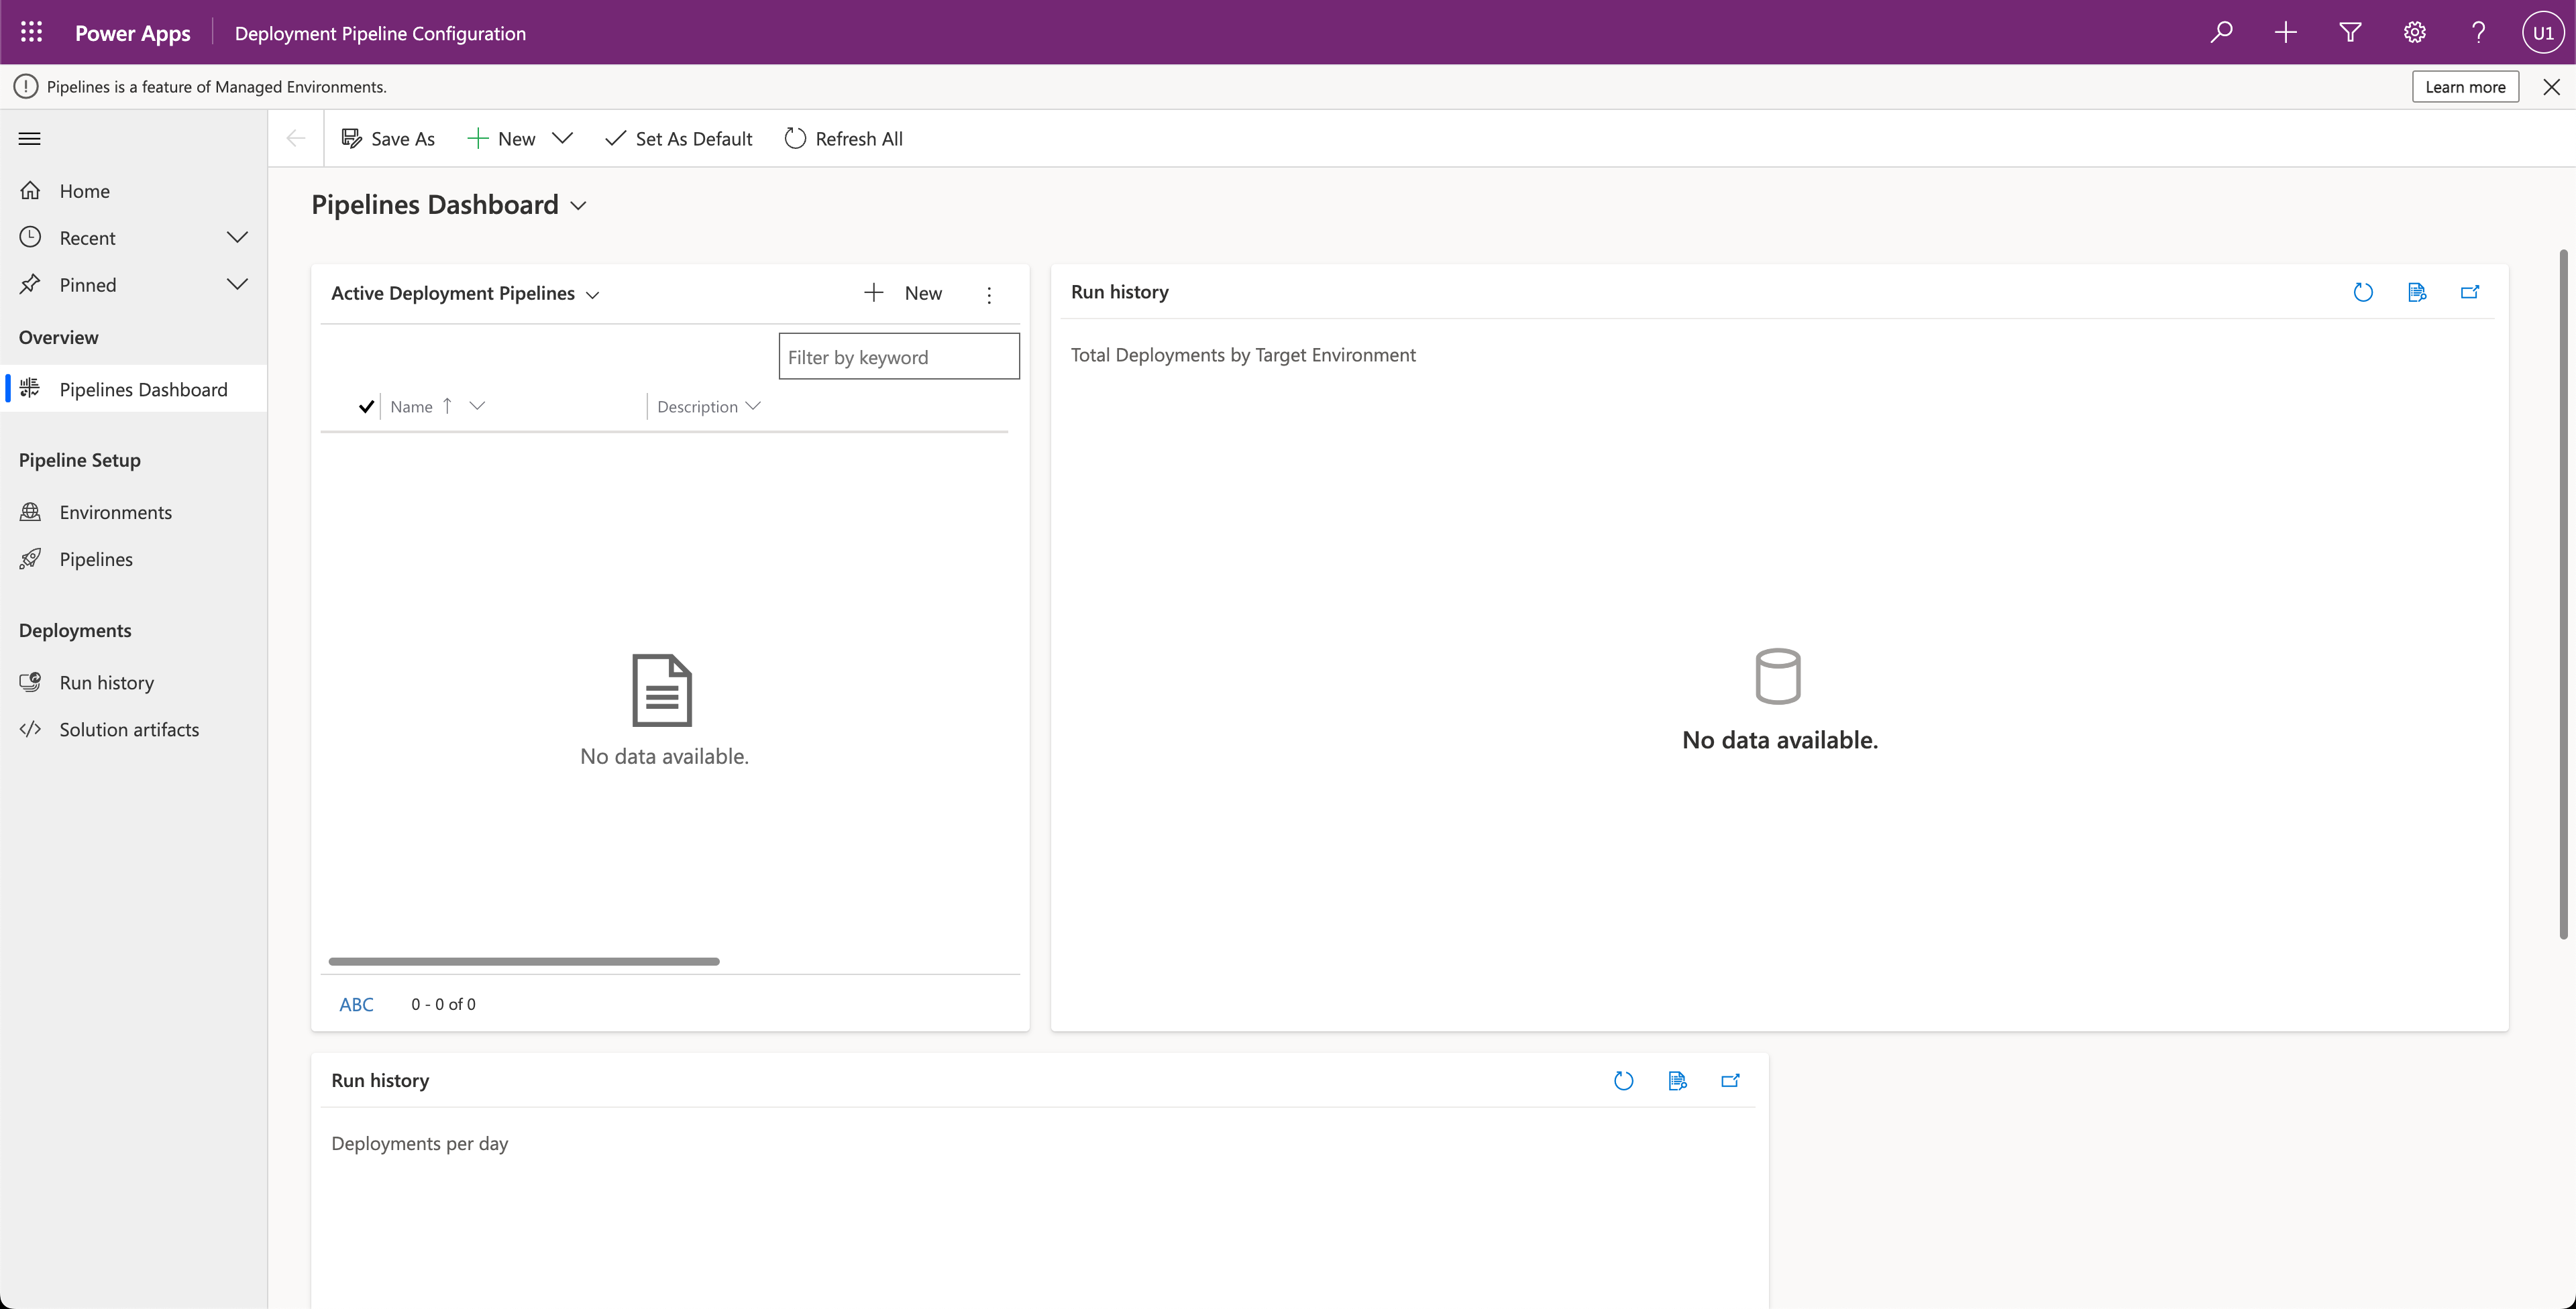 Power Apps
Deployment Pipeline Configuration
U1
Pipelines is a feature of Managed Environments.
Learn more
Save As
New
Set As Default
Refresh All
Home
Recent
Pinned
Overview
Pipelines Dashboard
Pipeline Setup
Environments
Pipelines
Deployments
Run history
Solution artifacts
Pipelines Dashboard
Active Deployment Pipelines
New
Filter by keyword
Name
Description
No data available.
ABC
0 - 0 of 0
Run history
Total Deployments by Target Environment
No data available.
Run history
Deployments per day